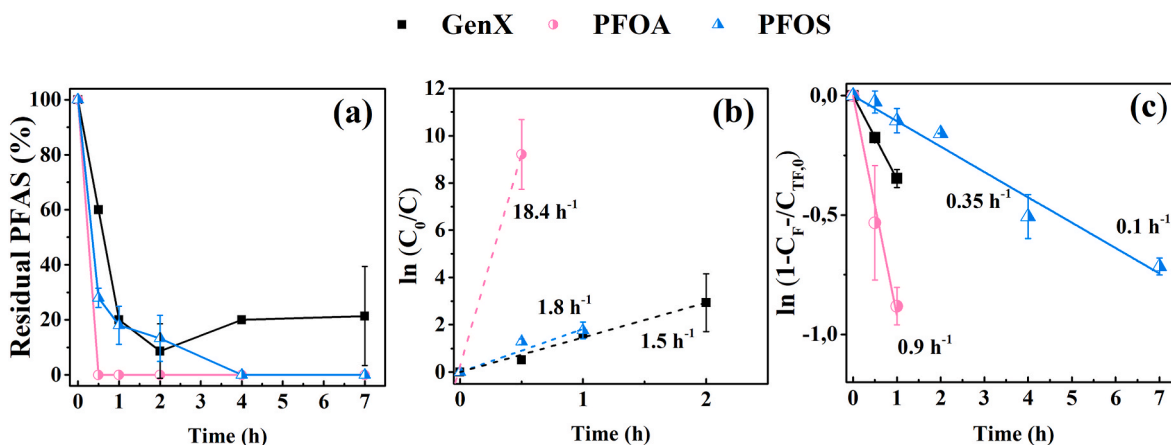 GenX PFOA PFOS
(a)
Residual PFAS (%)
100
80
60
40
20
0
0 1 2 3 4 5 6 7
Time (h)
(b)
ln (C0/C)
12
10
8
6
4
2
0
18.4 h-1
1.8 h-1
1.5 h-1
0 1 2
Time (h)
(c)
ln (1-CF-/CTF,0)
0,0
-0,5
-1,0
0.35 h-1
0.1 h-1
0.9 h-1
0 1 2 3 4 5 6 7
Time (h)